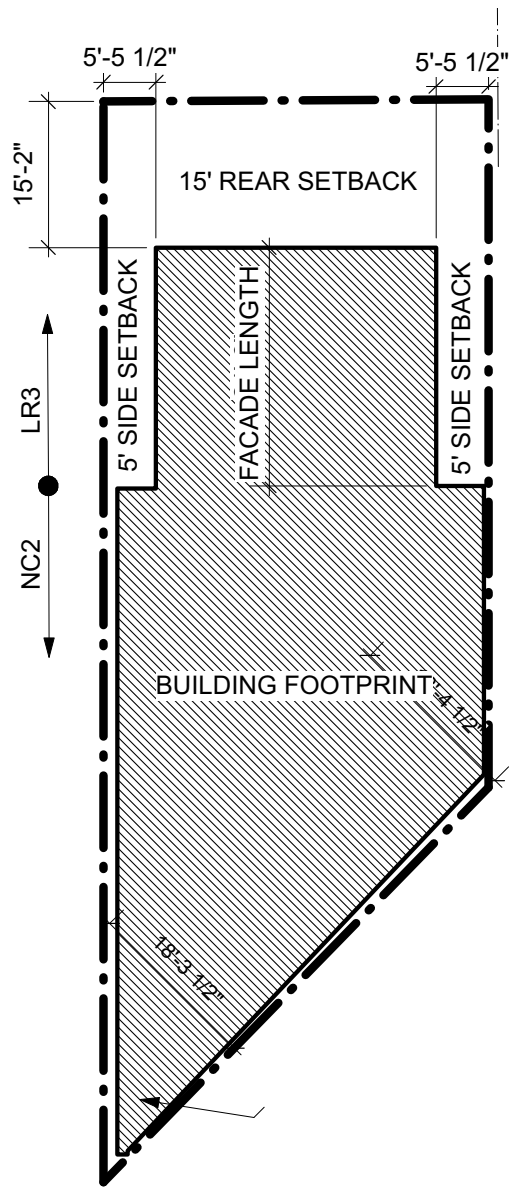 5'-5 1/2"
5'-5 1/2"
15'-2"
15' REAR SETBACK
5' SIDE SETBACK
FACADE LENGTH
5' SIDE SETBACK
LR3
NC2
BUILDING FOOTPRINT
'-4 1/2"
18'-3 1/2"